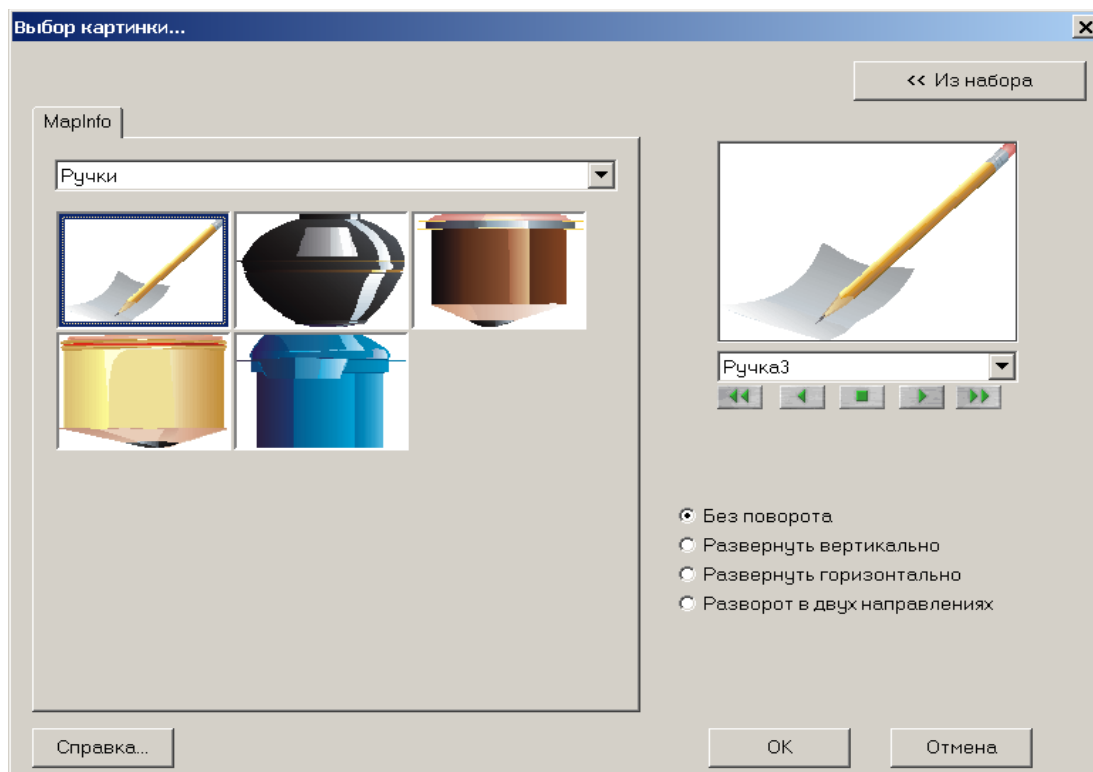 Выбор картинки...
<< Из набора
MapInfo
Ручки
Ручка3
Без поворота
Развернуть вертикально
Развернуть горизонтально
Разворот в двух направлениях
Справка...
OK
Отмена